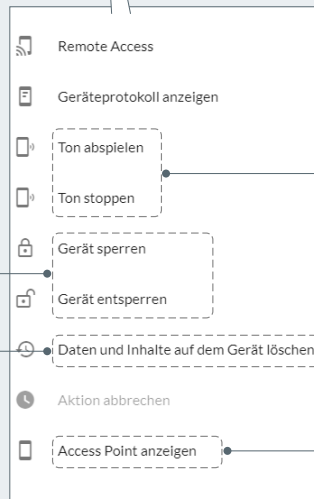 Remote Access
Geräteprotokoll anzeigen
Ton abspielen
Ton stoppen
Gerät sperren
Gerät entsperren
Daten und Inhalte auf dem Gerät löschen
Aktion abbrechen
Access Point anzeigen